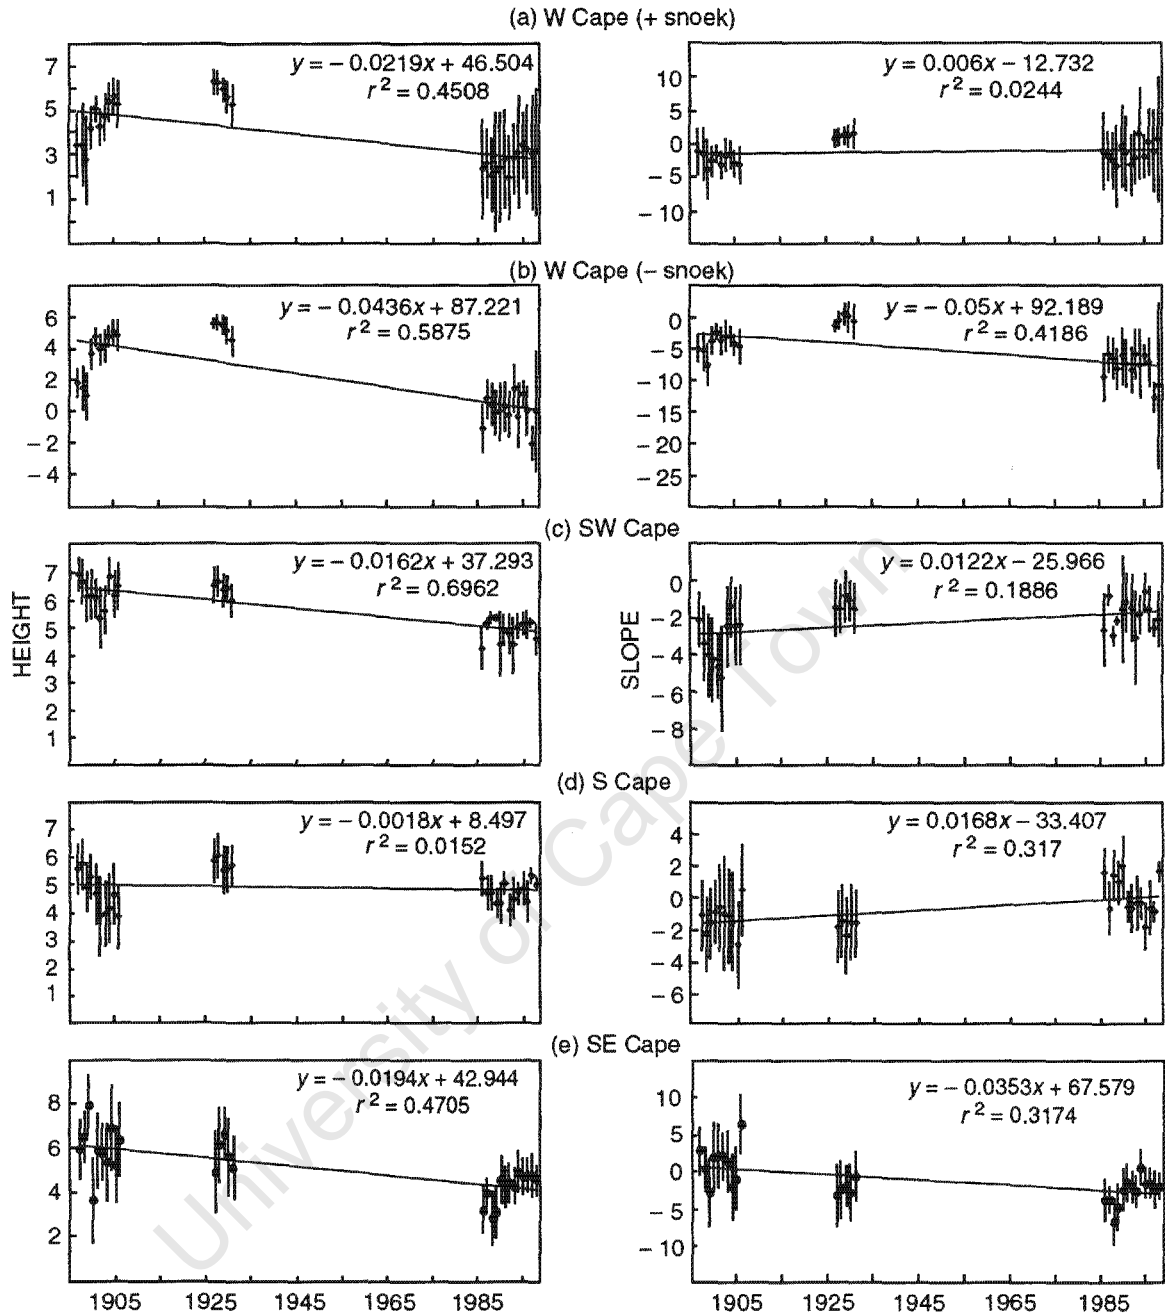 (a) W Cape (+ snoek)
y = − 0.0219x + 46.504
r² = 0.4508
7
5
3
1
y = 0.006x − 12.732
r² = 0.0244
10
5
0
− 5
− 10
(b) W Cape (− snoek)
y = − 0.0436x + 87.221
r² = 0.5875
6
4
2
0
− 2
− 4
y = − 0.05x + 92.189
r² = 0.4186
0
−5
−10
−15
−20
−25
(c) SW Cape
y = − 0.0162x + 37.293
r² = 0.6962
7
6
5
4
3
2
1
HEIGHT
y = 0.0122x − 25.966
r² = 0.1886
0
− 2
− 4
− 6
− 8
SLOPE
(d) S Cape
y = − 0.0018x + 8.497
r² = 0.0152
7
6
5
4
3
2
1
y = 0.0168x − 33.407
r² = 0.317
4
2
0
− 2
− 4
− 6
(e) SE Cape
y = − 0.0194x + 42.944
r² = 0.4705
8
6
4
2
y = − 0.0353x + 67.579
r² = 0.3174
10
5
0
− 5
− 10
1905 1925 1945 1965 1985
1905 1925 1945 1965 1985
University of Cape Town